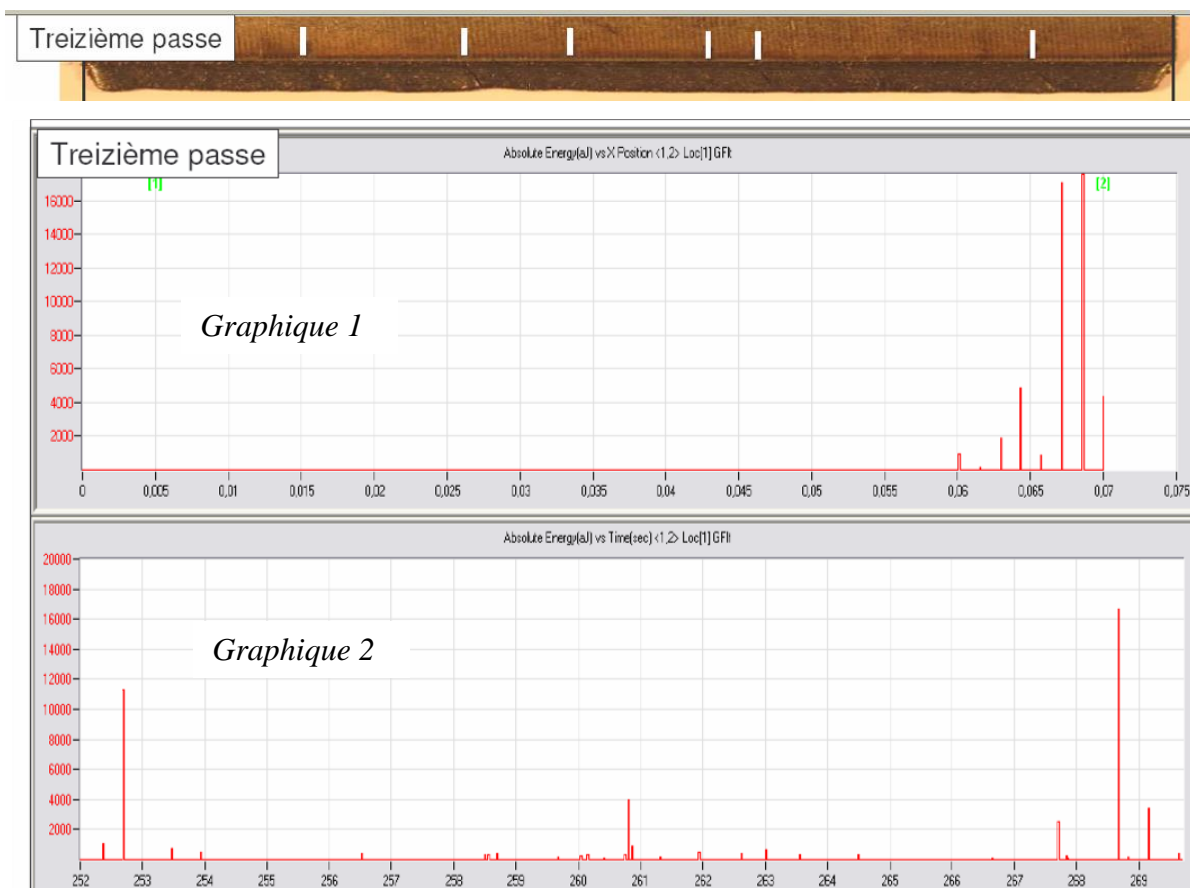 Treizième passe
Treizième passe
Absolute Energy(aJ) vs X Position <1,2> Loc[1] GFlt
[1]
[2]
16000
14000
12000
10000
8000
6000
4000
2000
Graphique 1
0 0,005 0,01 0,015 0,02 0,025 0,03 0,035 0,04 0,045 0,05 0,055 0,06 0,065 0,07 0,075
Absolute Energy(aJ) vs Time(sec) <1,2> Loc[1] GFlt
20000
18000
16000
14000
12000
10000
8000
6000
4000
2000
Graphique 2
252 253 254 255 256 257 258 259 260 261 262 263 264 265 266 267 268 269